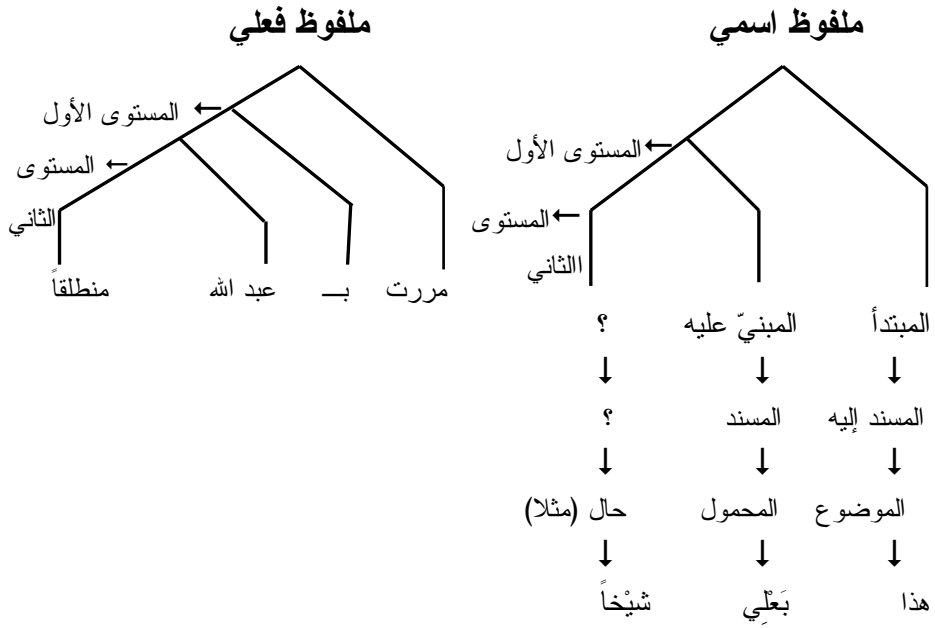 ملفوظ اسمي
المستوى الأول
المستوى
االثاني
المبتدأ المبنيّ عليه ؟
المسند إليه المسند ؟
الموضوع المحمول حال (مثلا)
هذا بَعْلِي شيْخاً
ملفوظ فعلي
المستوى الأول
المستوى
الثاني
مررت بـــ عبد الله منطلقاً